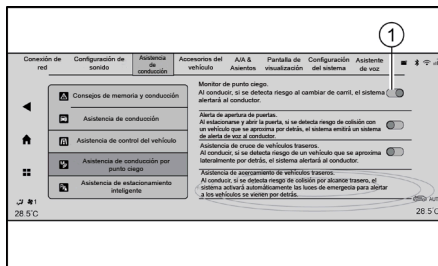 1
Conexión de red
Configuración de sonido
Asistencia de conducción
Accesorios del vehículo
A/A & Asientos
Pantalla de visualización
Configuración del sistema
Asistente de voz
Consejos de memoria y conducción
Asistencia de conducción
Asistencia de control del vehículo
Asistencia de conducción por punto ciego
Asistencia de estacionamiento inteligente
Monitor de punto ciego.
Al conducir, si se detecta riesgo al cambiar de carril, el sistema
alertará al conductor.
Alerta de apertura de puertas.
Al estacionarse y abrir la puerta, si se detecta riesgo de colisión con
un vehículo que se aproxima por detrás, el sistema emitirá un sistema
de alerta de voz al conductor.
Asistencia de cruce de vehículos traseros.
Al conducir, si se detecta riesgo de un vehículo que se aproxima
lateralmente por detrás, el sistema alertará al conductor.
Asistencia de acercamiento de vehículos traseros.
Al conducir, si se detecta riesgo de colisión por alcance trasero, el
sistema activará automáticamente las luces de emergencia para alertar
a los vehículos se vienen por detrás.
1
28.5°C
AUT
28.5°